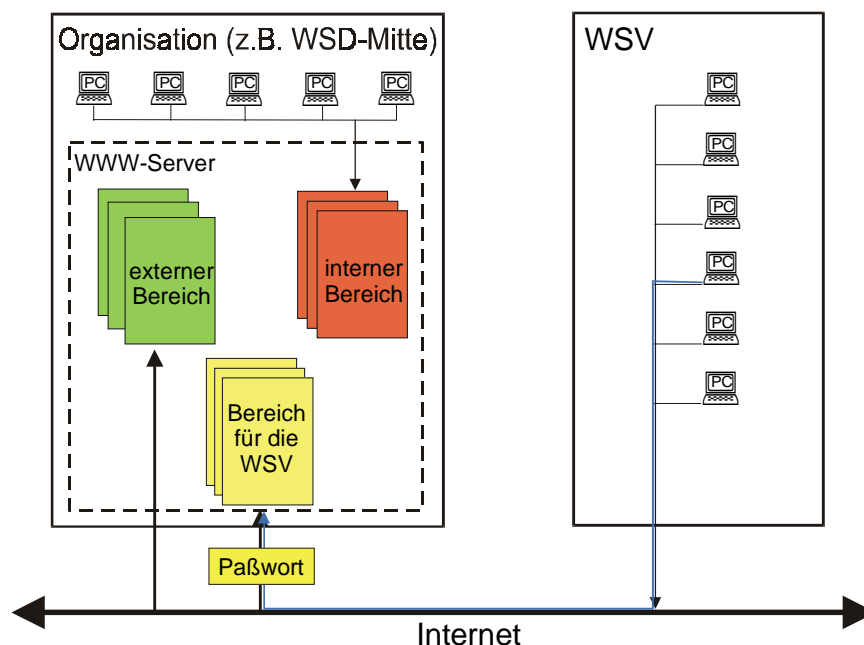 Organisation (z.B. WSD-Mitte)
PC PC PC PC PC
WWW-Server
externer
Bereich
interner
Bereich
Bereich
für die
WSV
Paßwort
WSV
PC
PC
PC
PC
PC
PC
Internet